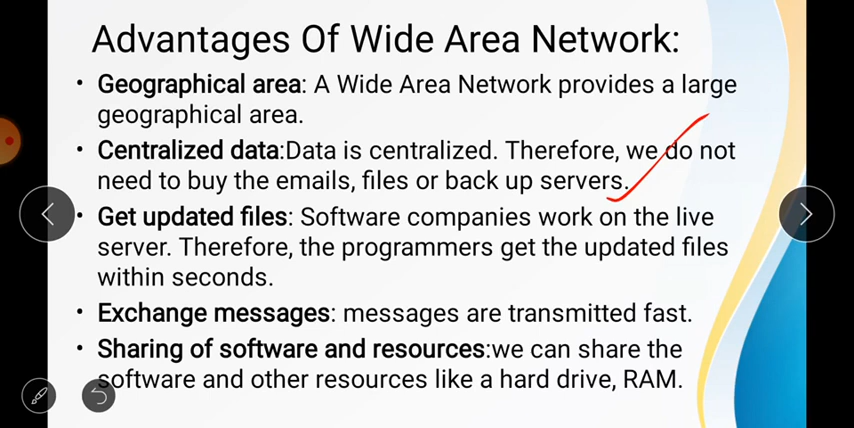 Advantages Of Wide Area Network:
• Geographical area: A Wide Area Network provides a large
geographical area.
• Centralized data:Data is centralized. Therefore, we do not
need to buy the emails, files or back up servers.
• Get updated files: Software companies work on the live
server. Therefore, the programmers get the updated files
within seconds.
• Exchange messages: messages are transmitted fast.
• Sharing of software and resources:we can share the
software and other resources like a hard drive, RAM.